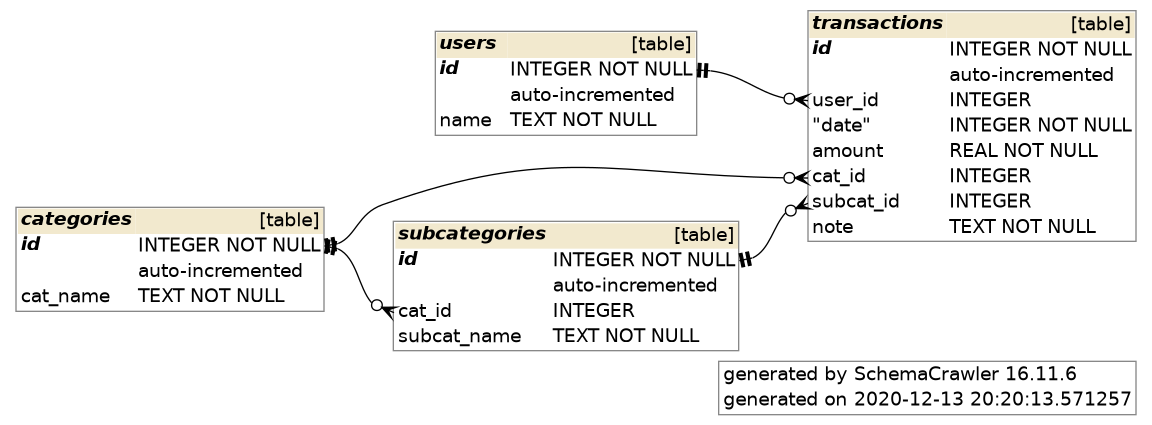 users [table]
id INTEGER NOT NULL
auto-incremented
name TEXT NOT NULL
transactions [table]
id INTEGER NOT NULL
auto-incremented
user_id INTEGER
"date" INTEGER NOT NULL
amount REAL NOT NULL
cat_id INTEGER
subcat_id INTEGER
note TEXT NOT NULL
categories [table]
id INTEGER NOT NULL
auto-incremented
cat_name TEXT NOT NULL
subcategories [table]
id INTEGER NOT NULL
auto-incremented
cat_id INTEGER
subcat_name TEXT NOT NULL
generated by SchemaCrawler 16.11.6
generated on 2020-12-13 20:20:13.571257